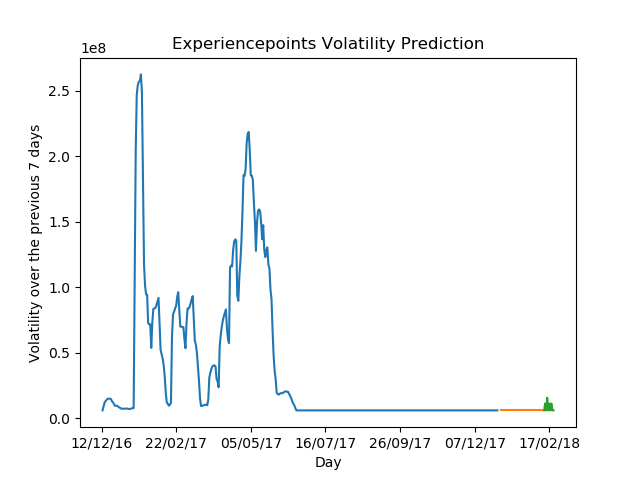 Experiencepoints Volatility Prediction
1e8
2.5
2.0
1.5
1.0
0.5
0.0
Volatility over the previous 7 days
12/12/16 22/02/17 05/05/17 16/07/17 26/09/17 07/12/17 17/02/18
Day